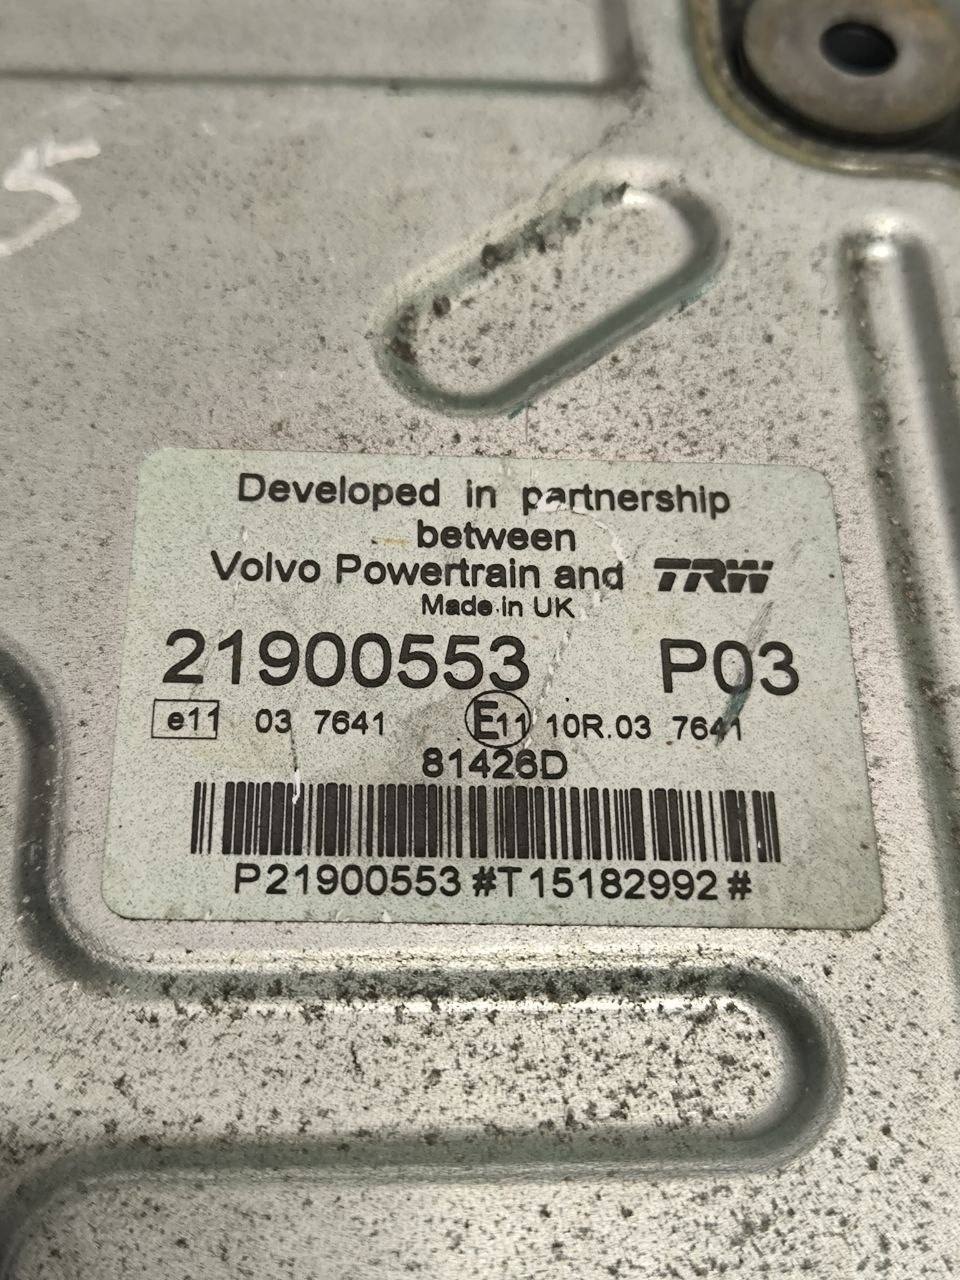 5
Developed in partnership
between
Volvo Powertrain and TRW
Made in UK
21900553 P03
e11 03 7641 E11 10R.03 7641
81426D
P21900553#T15182992#